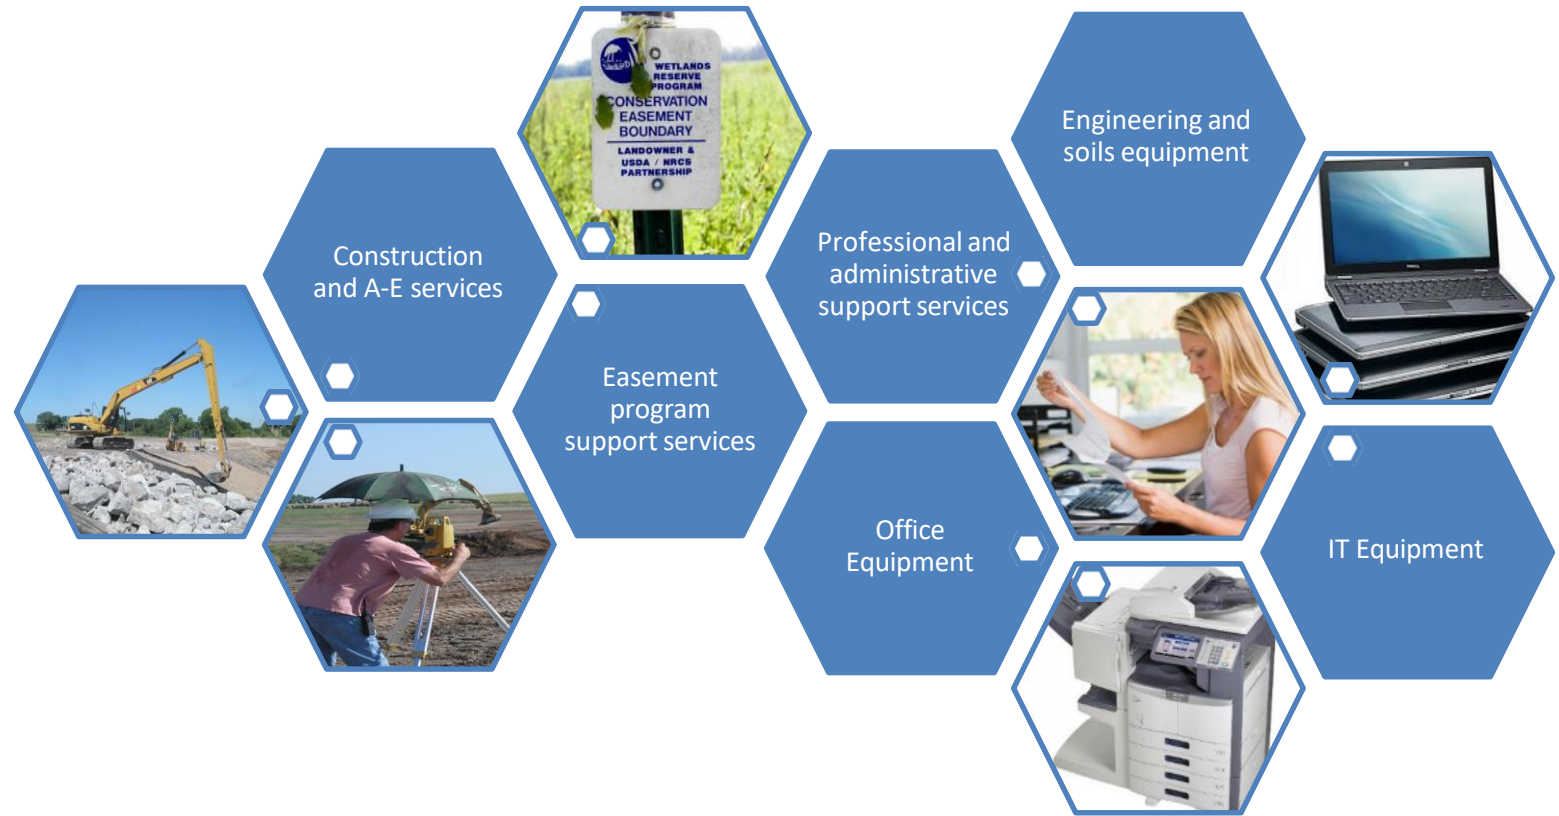 WETLANDS
RESERVE
PROGRAM
CONSERVATION
EASEMENT
BOUNDARY
LANDOWNER &
USDA / NRCS
PARTNERSHIP
Engineering and
soils equipment
Construction
and A-E services
Professional and
administrative
support services
Easement
program
support services
Office
Equipment
IT Equipment
DELL